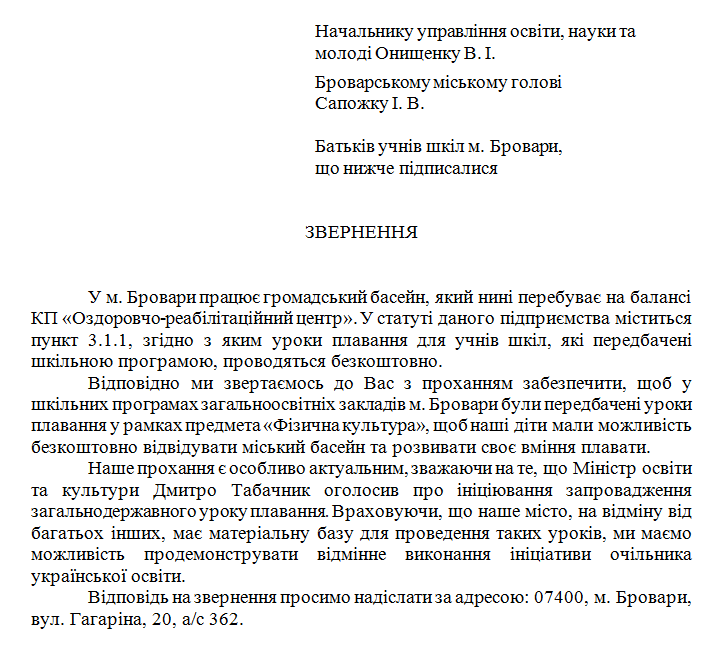 Начальнику управління освіти, науки та
молоді Онищенку В. І.
Броварському міському голові
Сапожку І. В.
Батьків учнів шкіл м. Бровари,
що нижче підписалися
ЗВЕРНЕННЯ
У м. Бровари працює громадський басейн, який нині перебуває на балансі
КП «Оздоровчо-реабілітаційний центр». У статуті даного підприємства міститься
пункт 3.1.1, згідно з яким уроки плавання для учнів шкіл, які передбачені
шкільною програмою, проводяться безкоштовно.
Відповідно ми звертаємось до Вас з проханням забезпечити, щоб у
шкільних програмах загальноосвітніх закладів м. Бровари були передбачені уроки
плавання у рамках предмета «Фізична культура», щоб наші діти мали можливість
безкоштовно відвідувати міський басейн та розвивати своє вміння плавати.
Наше прохання є особливо актуальним, зважаючи на те, що Міністр освіти
та культури Дмитро Табачник оголосив про ініціювання запровадження
загальнодержавного уроку плавання. Враховуючи, що наше місто, на відміну від
багатьох інших, має матеріальну базу для проведення таких уроків, ми маємо
можливість продемонструвати відмінне виконання ініціативи очільника
української освіти.
Відповідь на звернення просимо надіслати за адресою: 07400, м. Бровари,
вул. Гагаріна, 20, а/с 362.